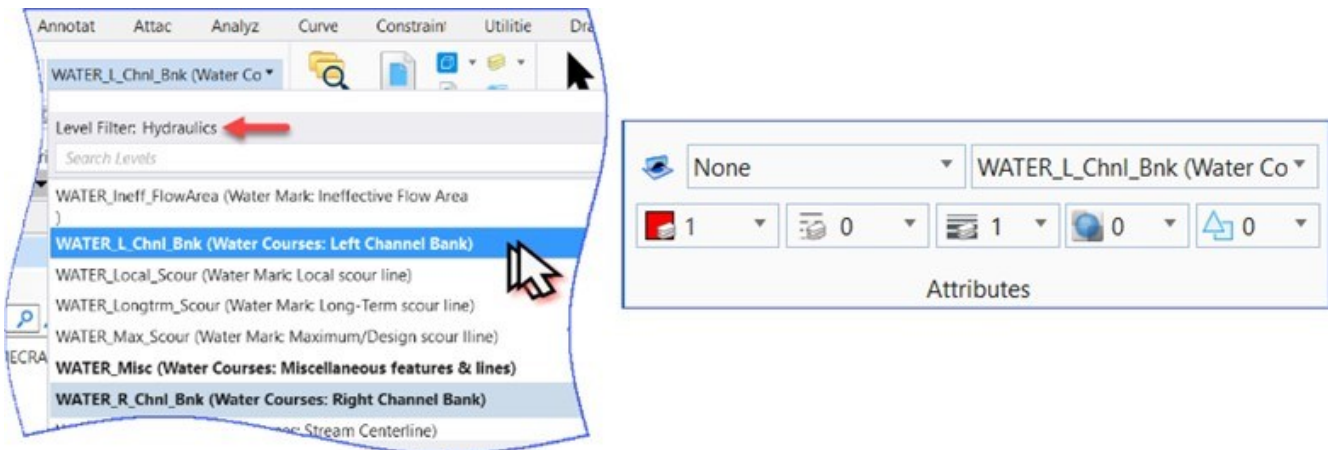 Annotat Attac Analyz Curve Constrain Utilitie Dra
WATER_L_Chnl_Bnk (Water Co
Level Filter: Hydraulics
Search Levels
WATER_Ineff_FlowArea (Water Mark: Ineffective Flow Area
)
WATER_L_Chnl_Bnk (Water Courses: Left Channel Bank)
WATER_Local_Scour (Water Mark: Local scour line)
WATER_Longtrm_Scour (Water Mark: Long-Term scour line)
WATER_Max_Scour (Water Mark: Maximum/Design scour lline)
ECRA
WATER_Misc (Water Courses: Miscellaneous features & lines)
WATER_R_Chnl_Bnk (Water Courses: Right Channel Bank)
Stream Centerline)
None WATER_L_Chnl_Bnk (Water Co
1 0 1 0 0
Attributes